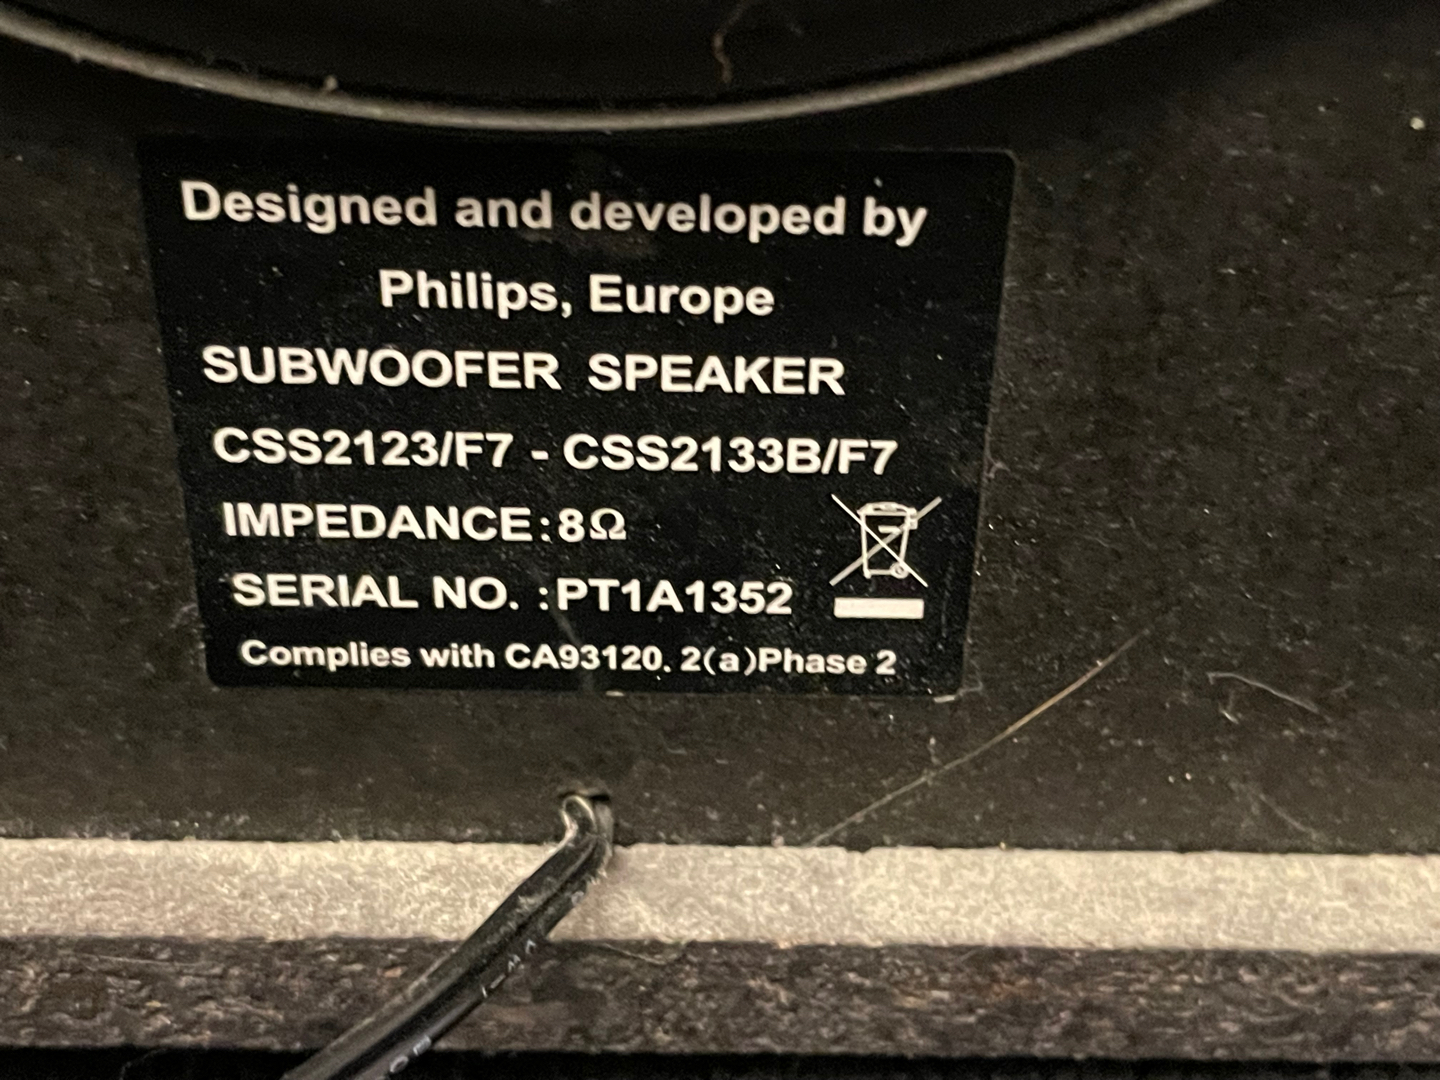 Designed and developed by
Philips, Europe
SUBWOOFER SPEAKER
CSS2123/F7 - CSS2133B/F7
IMPEDANCE:8Ω
SERIAL NO. :PT1A1352
Complies with CA93120. 2(a)Phase 2